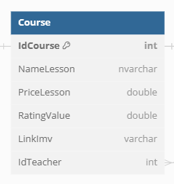 Course
IdCourse int
NameLesson nvarchar
PriceLesson double
RatingValue double
LinkImv varchar
IdTeacher int